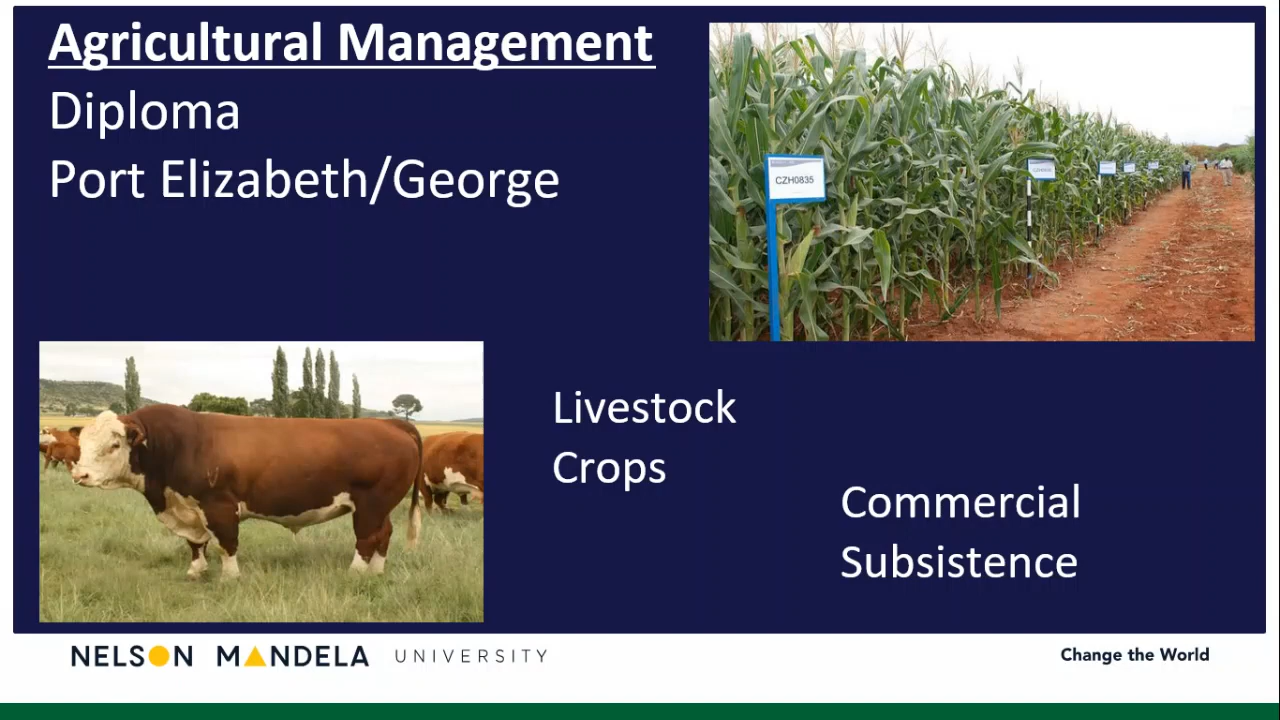 Agricultural Management
Diploma
Port Elizabeth/George
CZH0835
Livestock
Crops
Commercial
Subsistence
NELSON MANDELA UNIVERSITY
Change the World